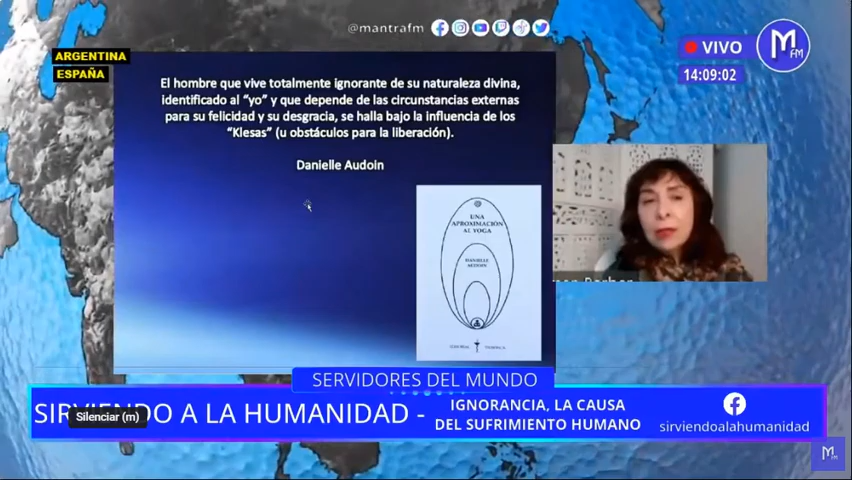 @mantrafm
ARGENTINA
ESPAÑA
VIVO
14:09:02
M
FM
El hombre que vive totalmente ignorante de su naturaleza divina,
identificado al “yo” y que depende de las circunstancias externas
para su felicidad y su desgracia, se halla bajo la influencia de los
“Klesas” (u obstáculos para la liberación).
Danielle Audoin
UNA
APROXIMACIÓN
AL YOGA
DANIELLE
AUDOIN
SERVIDORES DEL MUNDO
SIRVIENDO A LA HUMANIDAD -
Silenciar (m)
IGNORANCIA, LA CAUSA
DEL SUFRIMIENTO HUMANO
sirviendoalahumanidad
M
FM